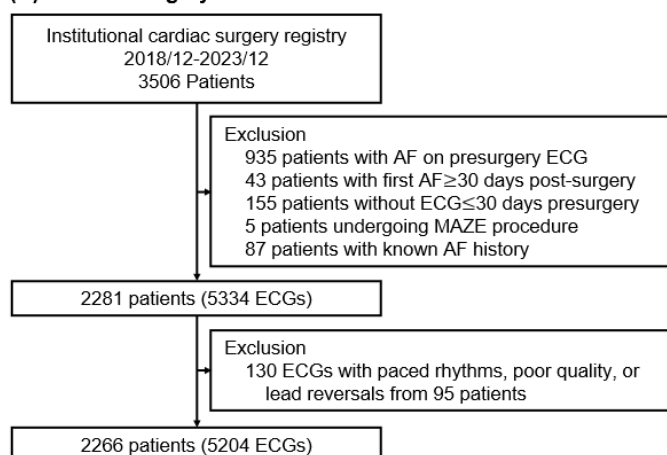 Institutional cardiac surgery registry
2018/12-2023/12
3506 Patients
Exclusion
935 patients with AF on presurgery ECG
43 patients with first AF≥30 days post-surgery
155 patients without ECG≤30 days presurgery
5 patients undergoing MAZE procedure
87 patients with known AF history
2281 patients (5334 ECGs)
Exclusion
130 ECGs with paced rhythms, poor quality, or
lead reversals from 95 patients
2266 patients (5204 ECGs)